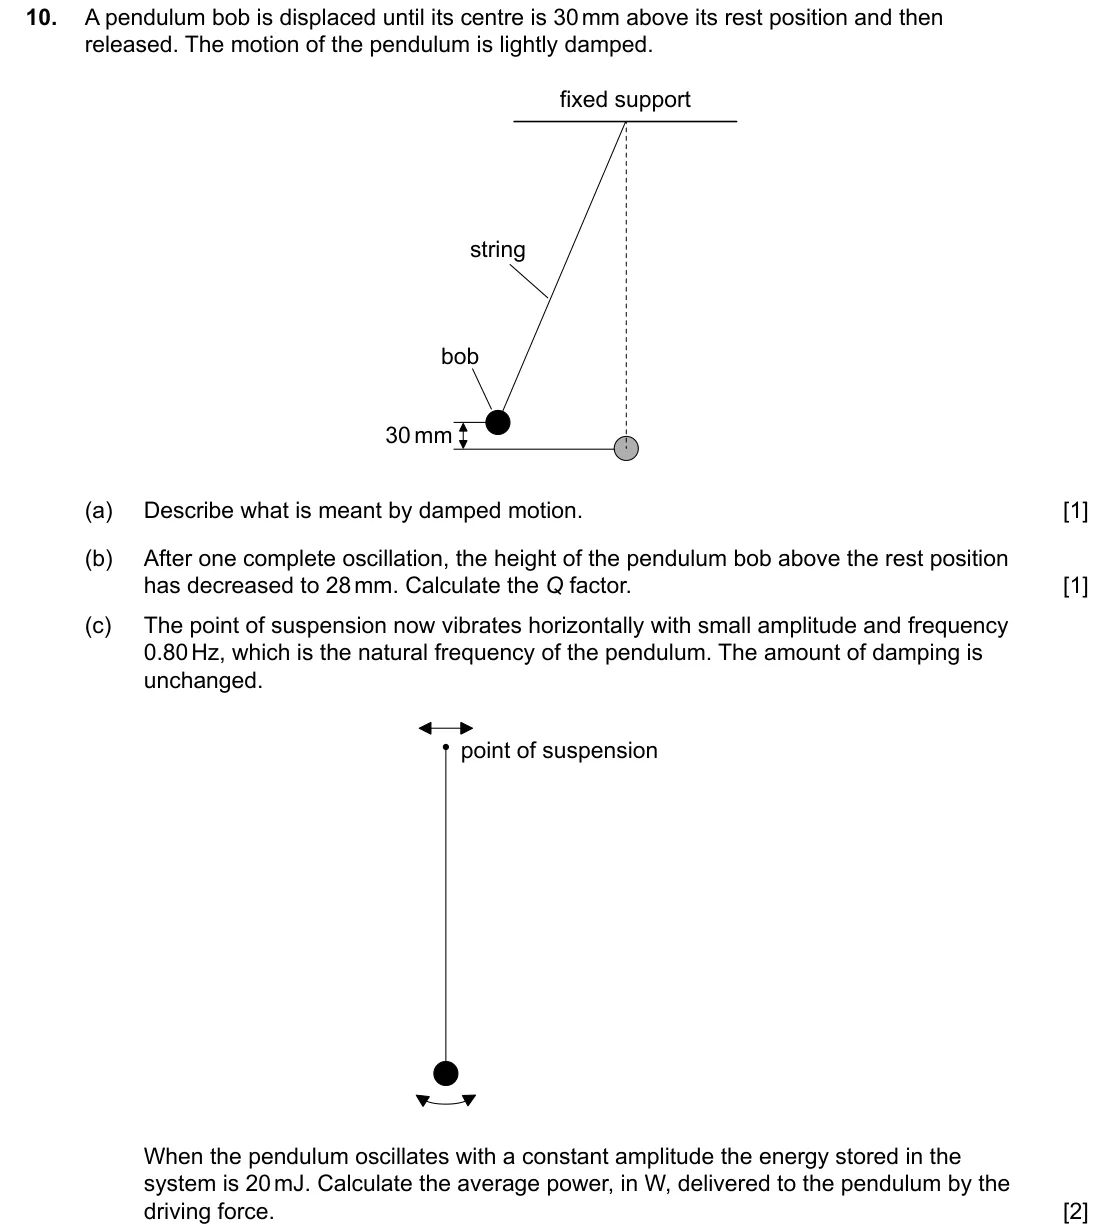 10. A pendulum bob is displaced until its centre is 30 mm above its rest position and then
released. The motion of the pendulum is lightly damped.
fixed support
string
bob
30 mm
(a) Describe what is meant by damped motion. [1]
(b) After one complete oscillation, the height of the pendulum bob above the rest position
has decreased to 28 mm. Calculate the Q factor. [1]
(c) The point of suspension now vibrates horizontally with small amplitude and frequency
0.80 Hz, which is the natural frequency of the pendulum. The amount of damping is
unchanged.
point of suspension
When the pendulum oscillates with a constant amplitude the energy stored in the
system is 20 mJ. Calculate the average power, in W, delivered to the pendulum by the
driving force. [2]